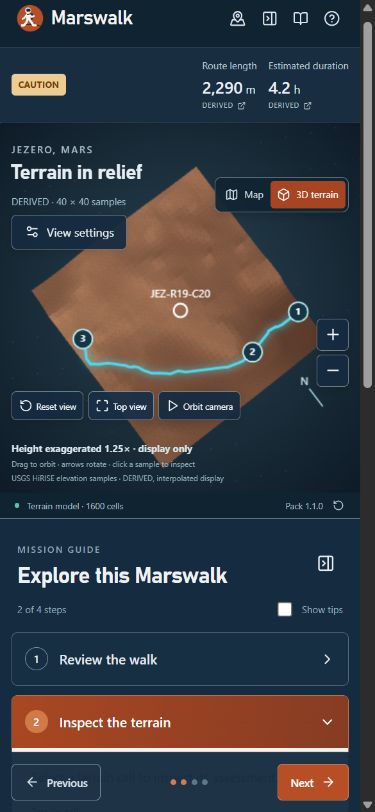 Marswalk
CAUTION
Route length
2,290 m
DERIVED
Estimated duration
4.2 h
DERIVED
JEZERO, MARS
Terrain in relief
DERIVED · 40 × 40 samples
Map
3D terrain
View settings
JEZ-R19-C20
1
2
3
+
−
N
Reset view
Top view
Orbit camera
Height exaggerated 1.25× · display only
Drag to orbit · arrows rotate · click a sample to inspect
USGS HiRISE elevation samples · DERIVED, interpolated display
Terrain model · 1600 cells
Pack 1.1.0
MISSION GUIDE
Explore this Marswalk
2 of 4 steps
Show tips
1 Review the walk
2 Inspect the terrain
Previous
Next